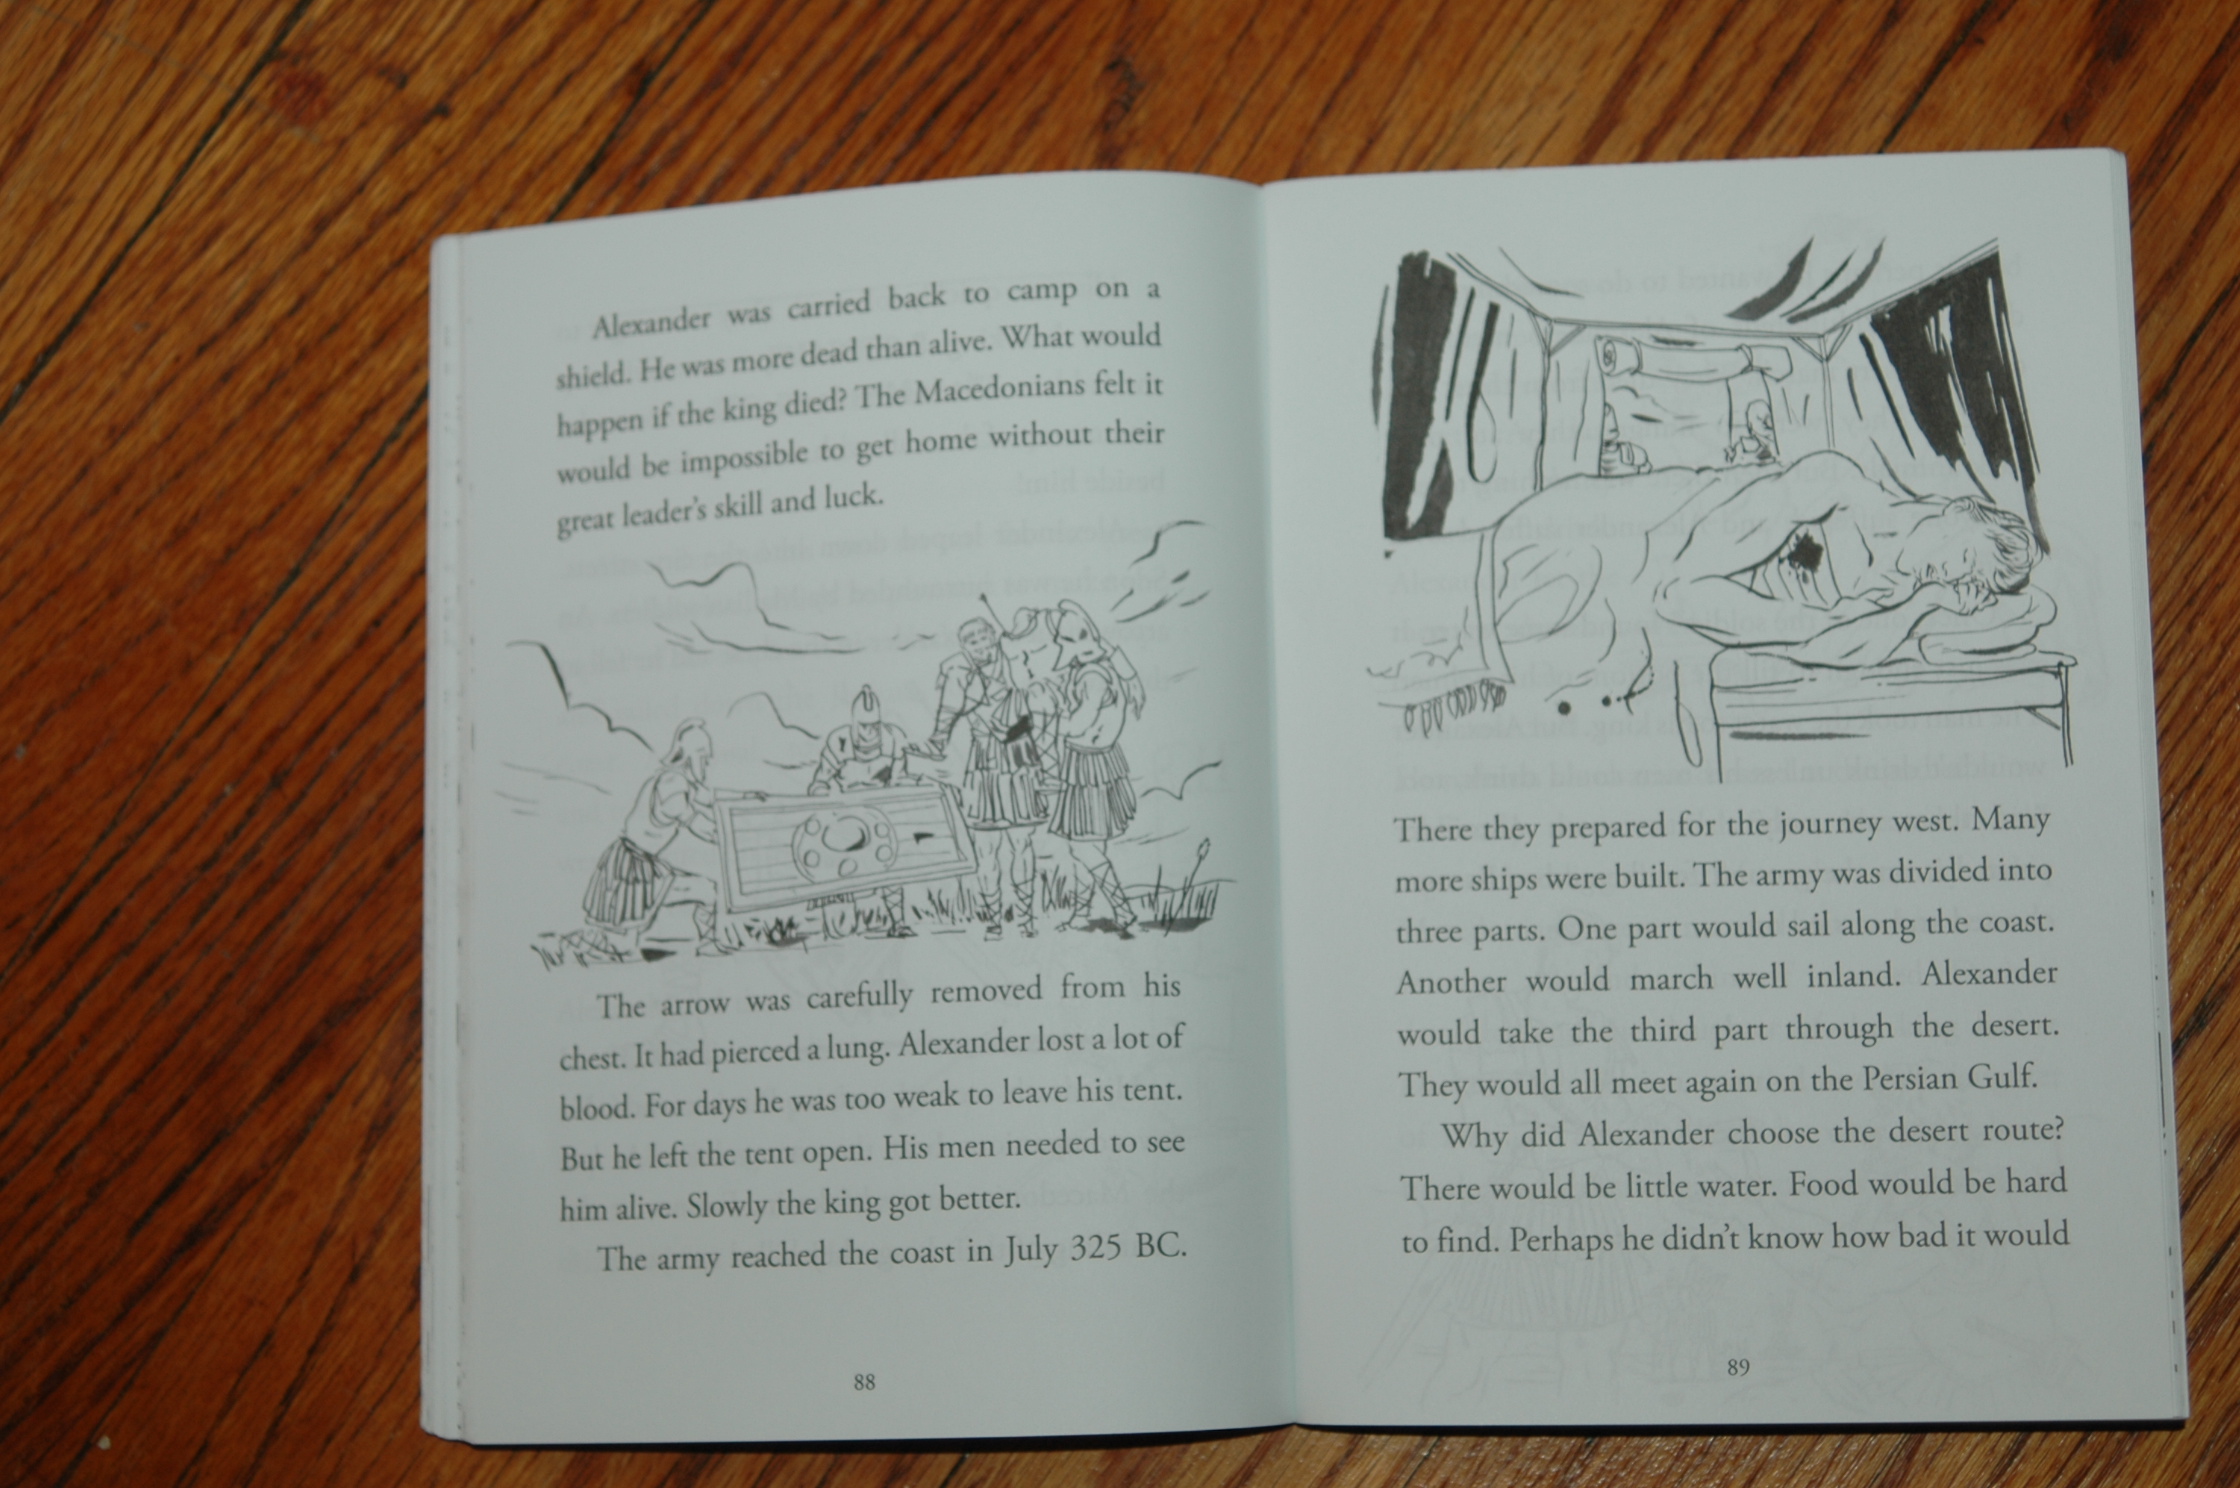 Alexander was carried back to camp on a
shield. He was more dead than alive. What would
happen if the king died? The Macedonians felt it
would be impossible to get home without their
great leader's skill and luck.
The arrow was carefully removed from his
chest. It had pierced a lung. Alexander lost a lot of
blood. For days he was too weak to leave his tent.
But he left the tent open. His men needed to see
him alive. Slowly the king got better.
The army reached the coast in July 325 BC.
88
There they prepared for the journey west. Many
more ships were built. The army was divided into
three parts. One part would sail along the coast.
Another would march well inland. Alexander
would take the third part through the desert.
They would all meet again on the Persian Gulf.
Why did Alexander choose the desert route?
There would be little water. Food would be hard
to find. Perhaps he didn't know how bad it would
89